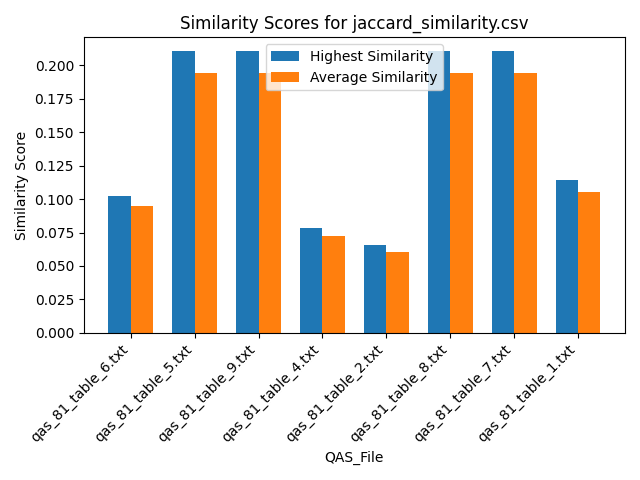 Similarity Scores for jaccard_similarity.csv
Highest Similarity
Average Similarity
Similarity Score
0.200
0.175
0.150
0.125
0.100
0.075
0.050
0.025
0.000
qas_81_table_6.txt
qas_81_table_5.txt
qas_81_table_9.txt
qas_81_table_4.txt
qas_81_table_2.txt
qas_81_table_8.txt
qas_81_table_7.txt
qas_81_table_1.txt
QAS_File